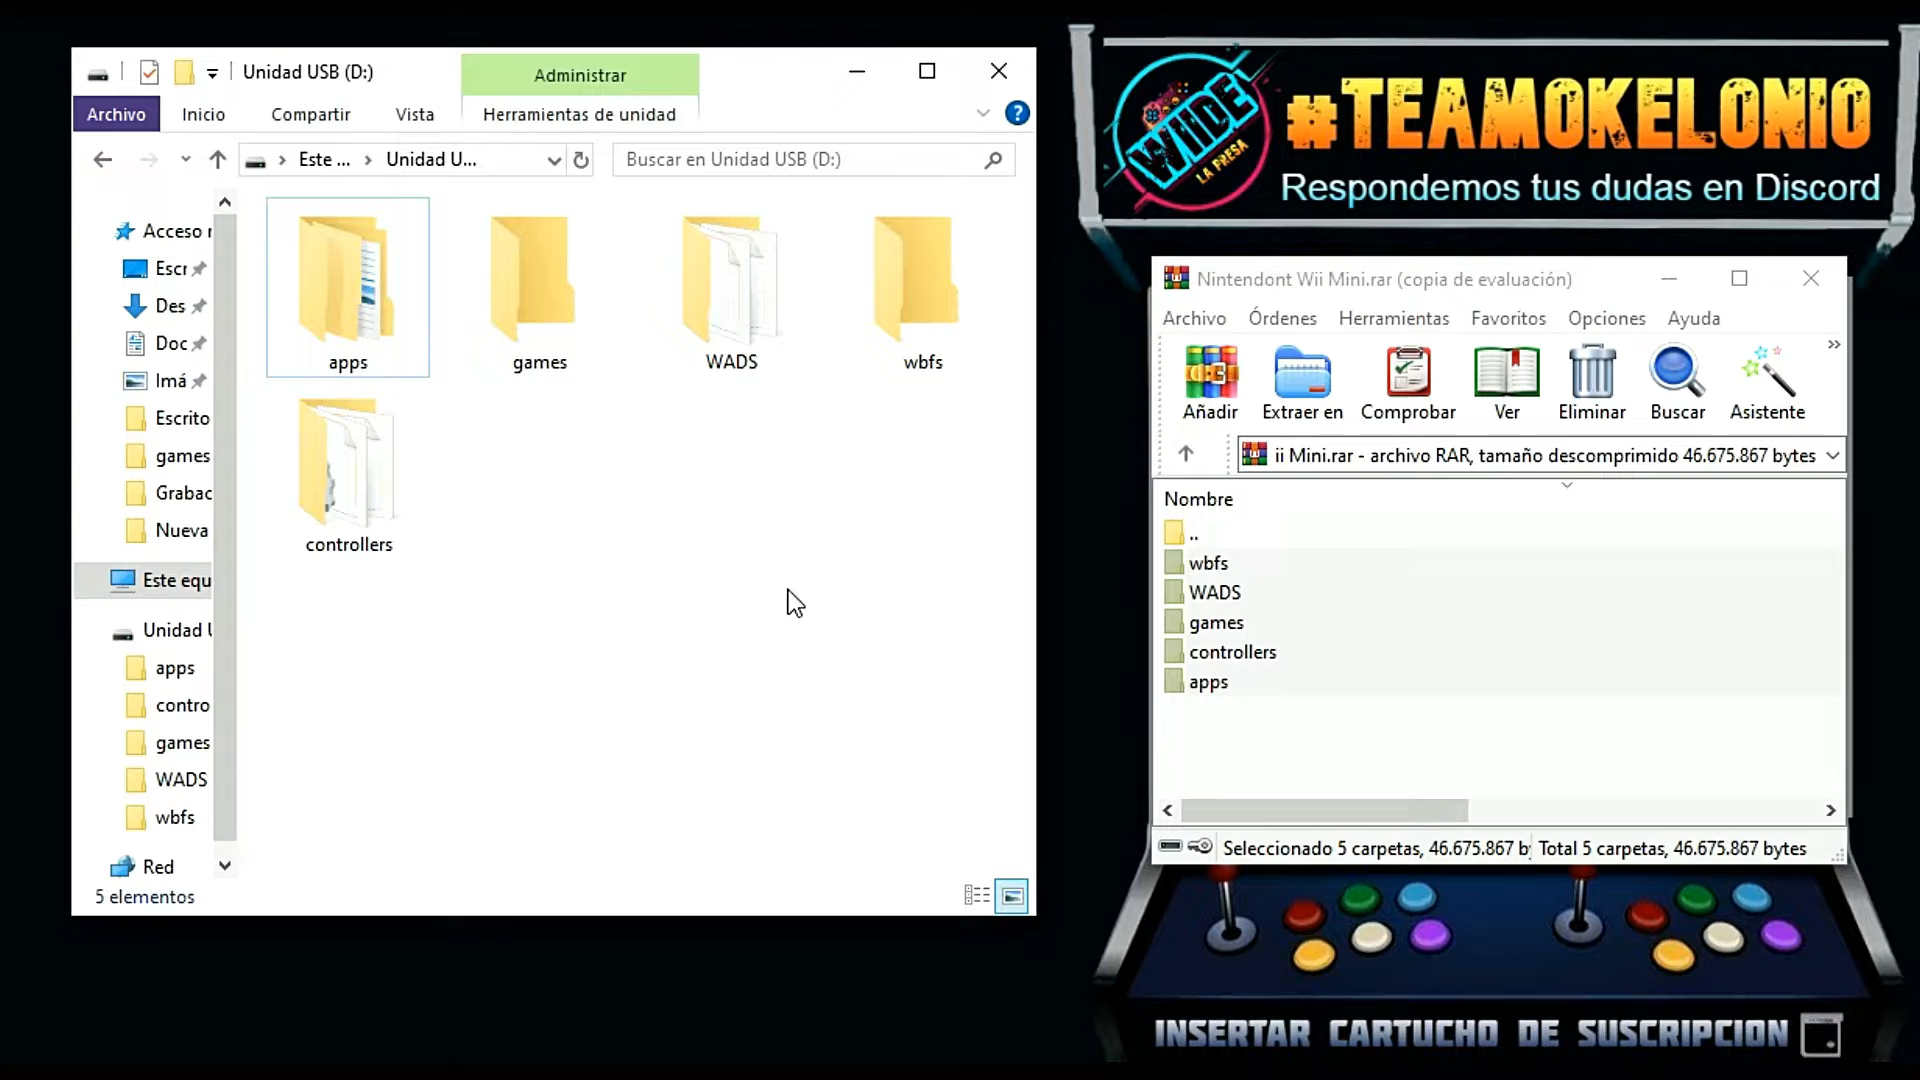 Unidad USB (D:)
Administrar
Archivo
Inicio
Compartir
Vista
Herramientas de unidad
?
Este ...
Unidad U...
Buscar en Unidad USB (D:)
Acceso r
Escr
Des
Doc
Imá
Escrito
games
Grabac
Nueva
Este equ
Unidad U
apps
contro
games
WADS
wbfs
Red
apps
games
WADS
wbfs
controllers
5 elementos
WIIDE
LA PRESA
#TEAMOKELONIO
Respondemos tus dudas en Discord
Nintendont Wii Mini.rar (copia de evaluación)
Archivo
Órdenes
Herramientas
Favoritos
Opciones
Ayuda
Añadir
Extraer en
Comprobar
Ver
Eliminar
Buscar
Asistente
ii Mini.rar - archivo RAR, tamaño descomprimido 46.675.867 bytes
Nombre
..
wbfs
WADS
games
controllers
apps
Seleccionado 5 carpetas, 46.675.867 by
Total 5 carpetas, 46.675.867 bytes
INSERTAR CARTUCHO DE SUSCRIPCION